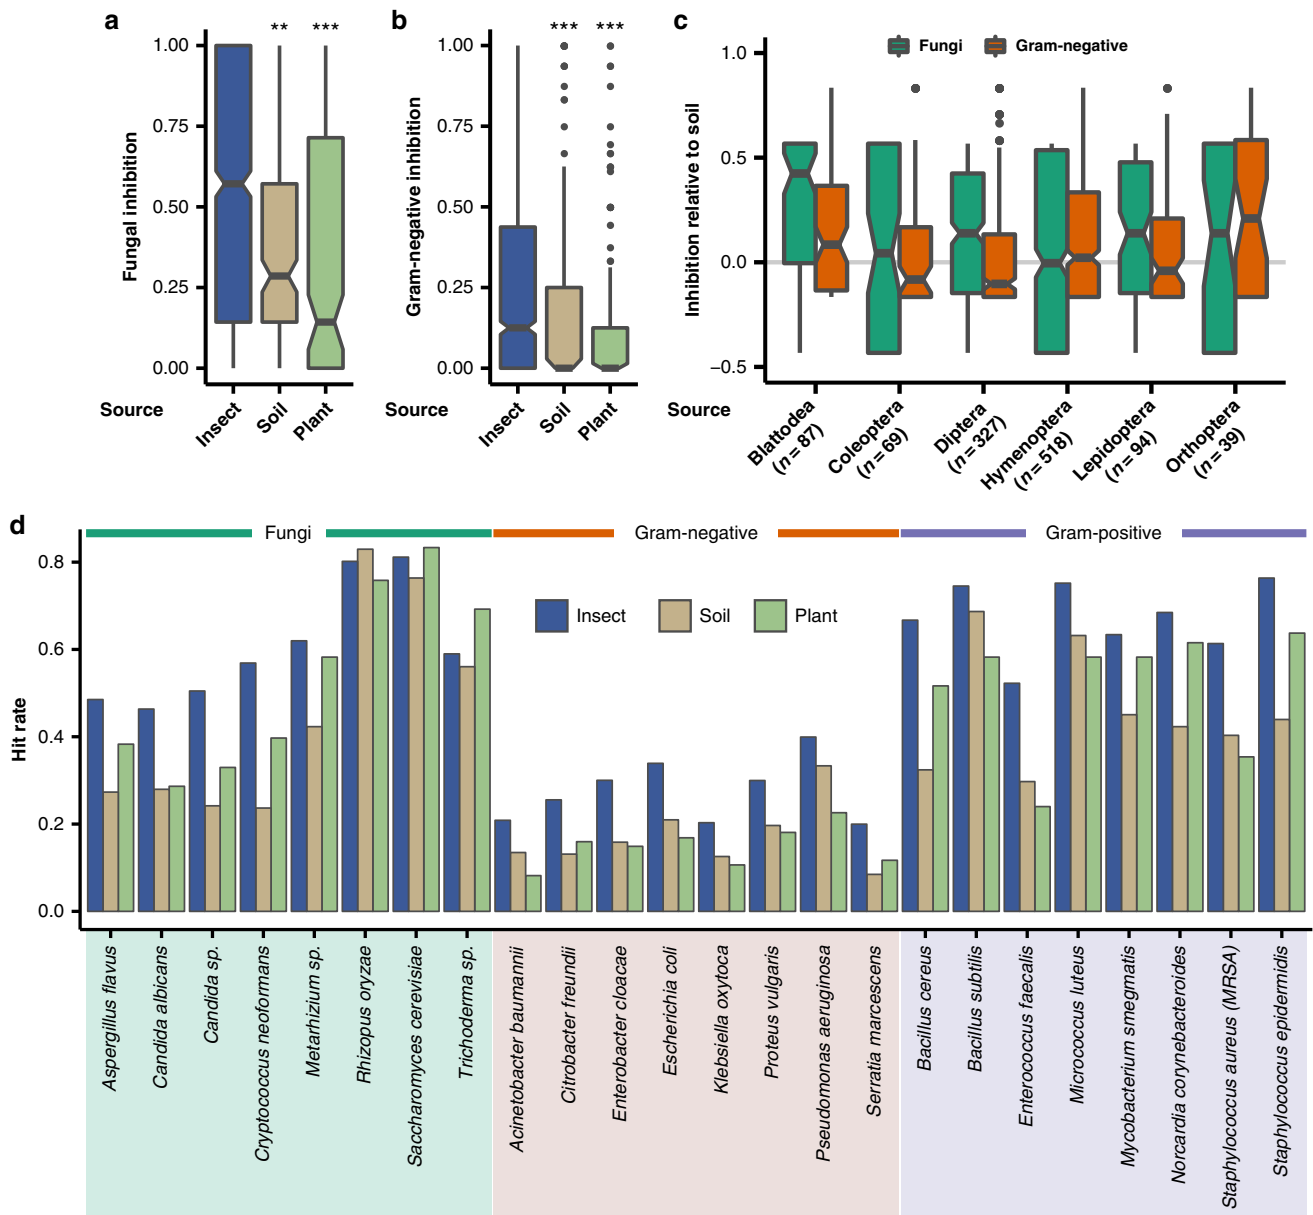 a
** ***
Fungal inhibition
1.00
0.75
0.50
0.25
0.00
Source
Insect
Soil
Plant
b
*** ***
Gram-negative inhibition
1.00
0.75
0.50
0.25
0.00
Source
Insect
Soil
Plant
c
Fungi
Gram-negative
Inhibition relative to soil
1.0
0.5
0.0
−0.5
Source
Blattodea
(n = 87)
Coleoptera
(n = 69)
Diptera
(n = 327)
Hymenoptera
(n = 518)
Lepidoptera
(n = 94)
Orthoptera
(n = 39)
d
Fungi
Gram-negative
Gram-positive
Insect
Soil
Plant
Hit rate
0.8
0.6
0.4
0.2
0.0
Aspergillus flavus
Candida albicans
Candida sp.
Cryptococcus neoformans
Metarhizium sp.
Rhizopus oryzae
Saccharomyces cerevisiae
Trichoderma sp.
Acinetobacter baumannii
Citrobacter freundii
Enterobacter cloacae
Escherichia coli
Klebsiella oxytoca
Proteus vulgaris
Pseudomonas aeruginosa
Serratia marcescens
Bacillus cereus
Bacillus subtilis
Enterococcus faecalis
Micrococcus luteus
Mycobacterium smegmatis
Norcardia corynebacteroides
Staphylococcus aureus (MRSA)
Staphylococcus epidermidis